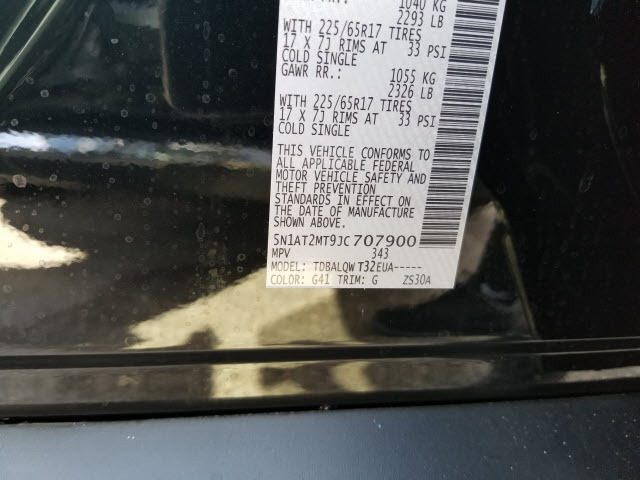 1040 KG
2293 LB
WITH 225/65R17 TIRES
17 X 7J RIMS AT 33 PSI
COLD SINGLE
GAWR RR.: 1055 KG
2326 LB
WITH 225/65R17 TIRES
17 X 7J RIMS AT 33 PSI
COLD SINGLE
THIS VEHICLE CONFORMS TO
ALL APPLICABLE FEDERAL
MOTOR VEHICLE SAFETY AND
THEFT PREVENTION
STANDARDS IN EFFECT ON
THE DATE OF MANUFACTURE
SHOWN ABOVE.
5N1AT2MT9JC707900
MPV 343
MODEL: TDBALQWT32EUA-----
COLOR: G41 TRIM: G ZS30A